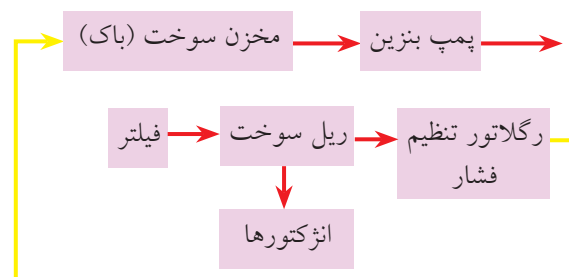 مخزن سوخت (باک)
پمپ بنزین
فیلتر
ریل سوخت
رگلاتور تنظیم
فشار
انژکتورها